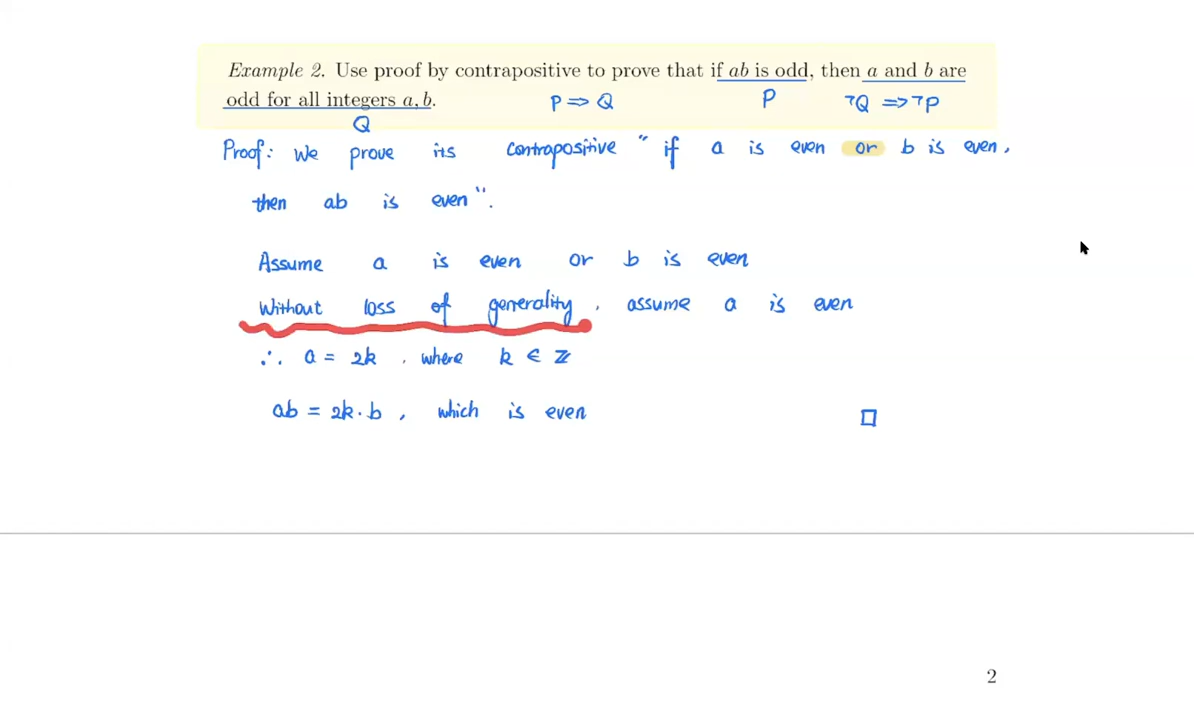 Example 2. Use proof by contrapositive to prove that if ab is odd, then a and b are
odd for all integers a, b. P ⇒ Q P ¬Q ⇒ ¬P
Q
Proof: We prove its contrapositive "if a is even or b is even,
then ab is even".
Assume a is even or b is even
Without loss of generality, assume a is even
∴ a = 2k, where k ∈ ℤ
ab = 2k·b, which is even □
2